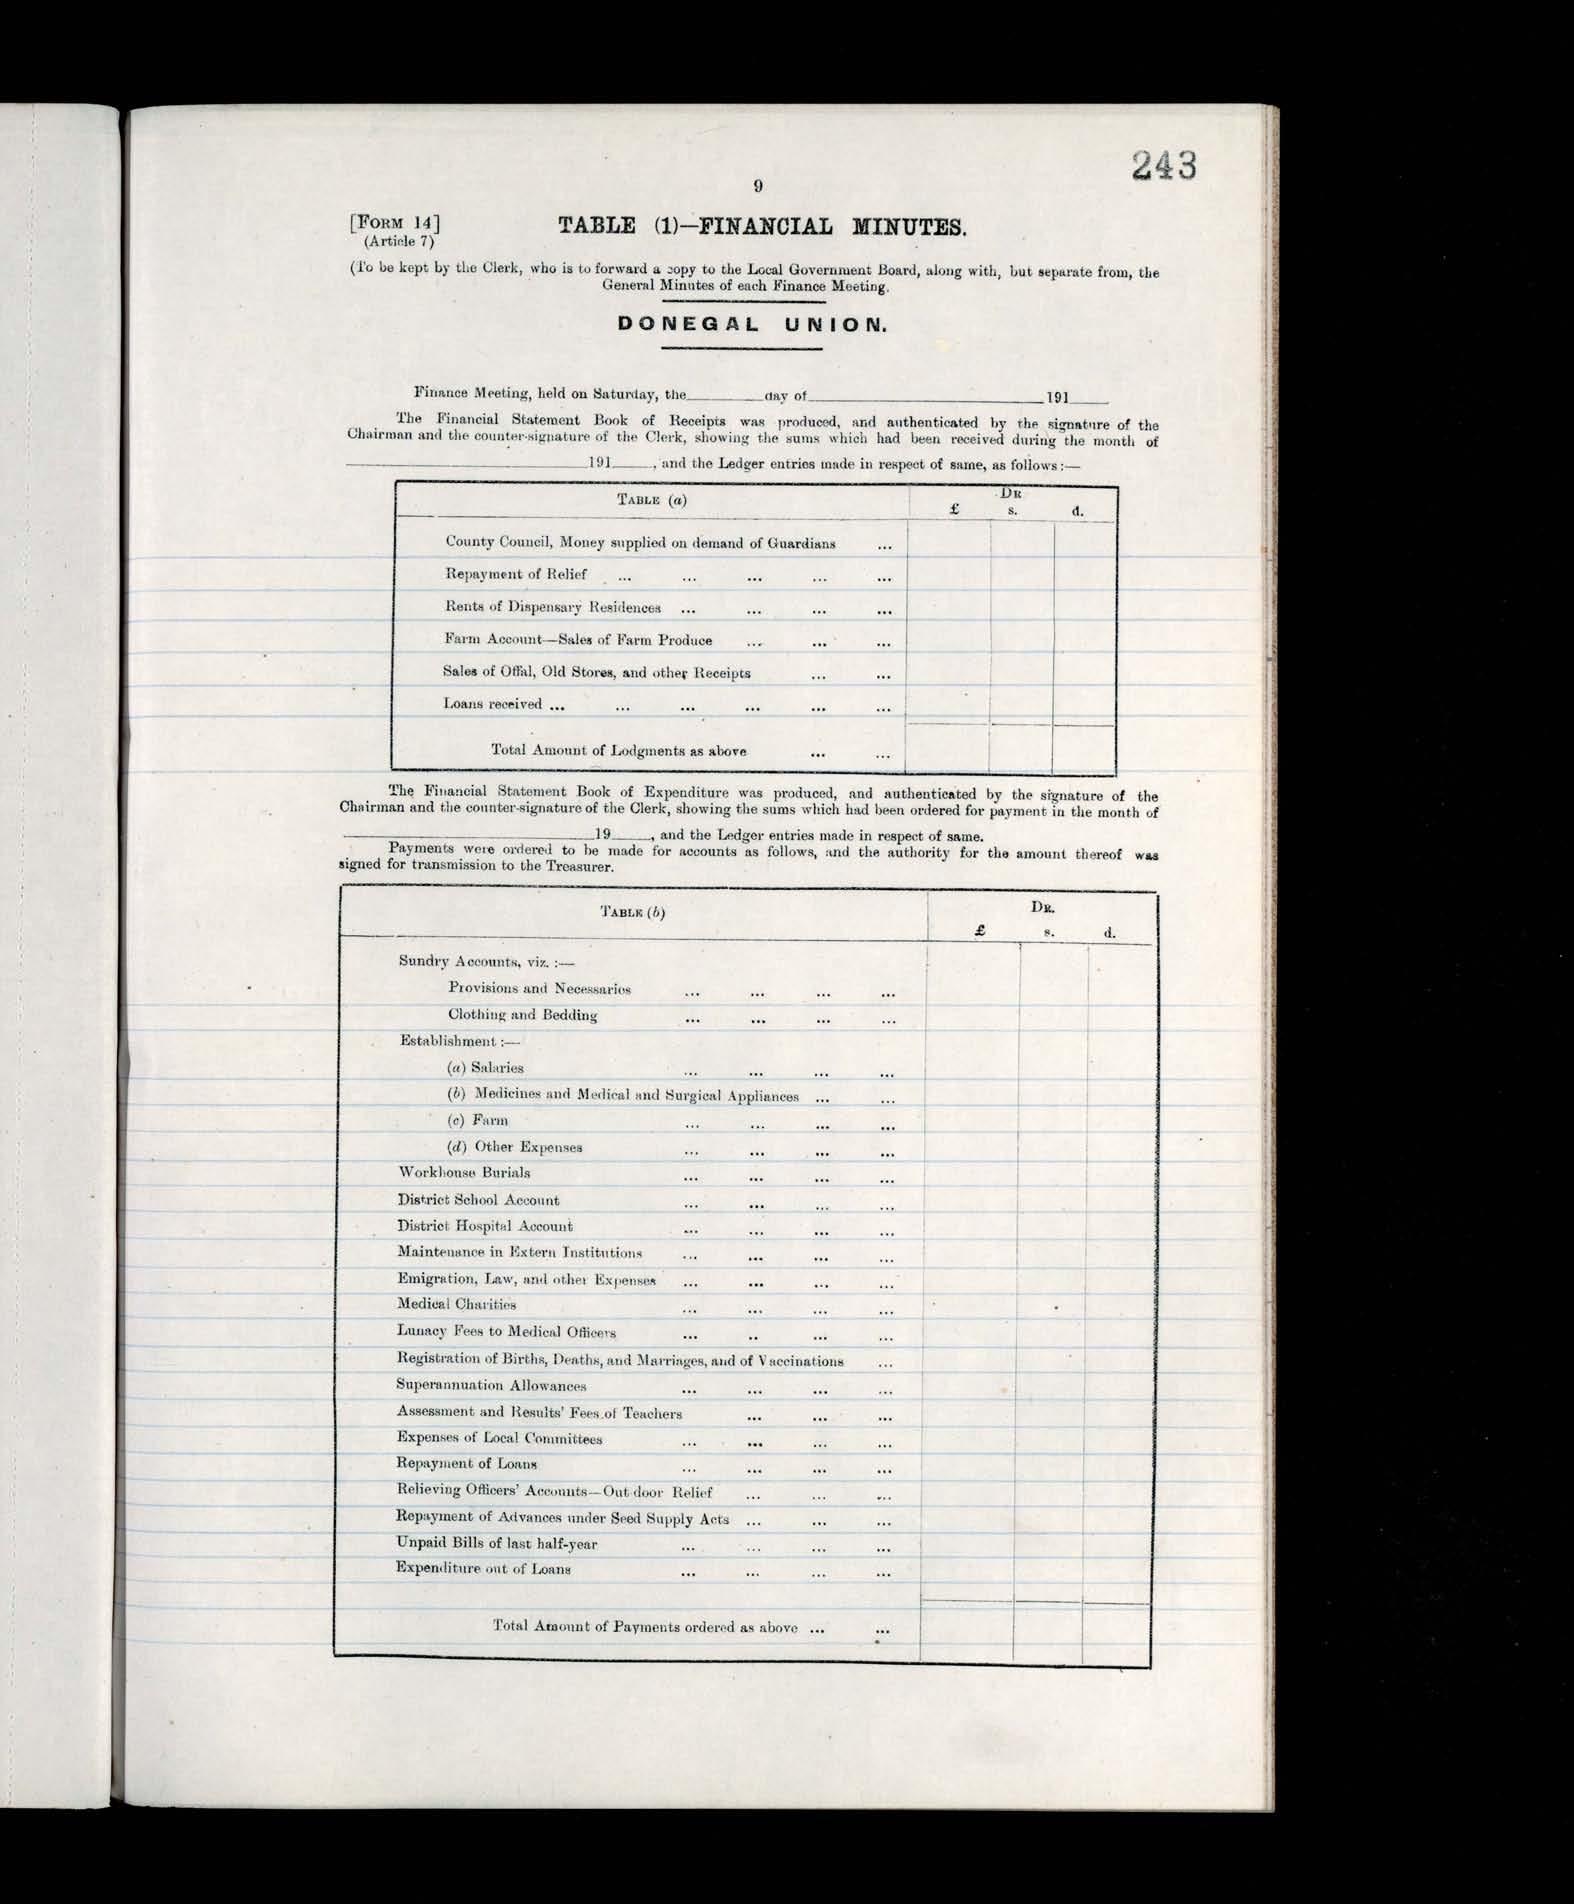 243
9
[FORM 14]
TABLE (1)—FINANCIAL MINUTES.
(Article 7)
(To be kept by the Clerk, who is to forward a copy to the Local Government Board, along with, but separate from, the
General Minutes of each Finance Meeting.
DONEGAL UNION.
Finance Meeting, held on Saturday, the________day of________________________191____
The Financial Statement Book of Receipts was produced, and authenticated by the signature of the
Chairman and the counter-signature of the Clerk, showing the sums which had been received during the month of
________________________191____, and the Ledger entries made in respect of same, as follows:—
TABLE (a)
DR
£ s. d.
County Council, Money supplied on demand of Guardians ...
Repayment of Relief ... ... ... ... ...
Rents of Dispensary Residences ... ... ... ...
Farm Account—Sales of Farm Produce ... ... ...
Sales of Offal, Old Stores, and other Receipts ... ...
Loans received ... ... ... ... ... ...
Total Amount of Lodgments as above ... ...
The Financial Statement Book of Expenditure was produced, and authenticated by the signature of the
Chairman and the counter-signature of the Clerk, showing the sums which had been ordered for payment in the month of
________________________19____, and the Ledger entries made in respect of same.
Payments were ordered to be made for accounts as follows, and the authority for the amount thereof was
signed for transmission to the Treasurer.
TABLE (b)
DR.
£ s. d.
Sundry Accounts, viz. :—
Provisions and Necessaries ... ... ... ...
Clothing and Bedding ... ... ... ...
Establishment :—
(a) Salaries ... ... ... ...
(b) Medicines and Medical and Surgical Appliances ... ...
(c) Farm ... ... ... ...
(d) Other Expenses ... ... ... ...
Workhouse Burials ... ... ... ...
District School Account ... ... ... ...
District Hospital Account ... ... ... ...
Maintenance in Extern Institutions ... ... ... ...
Emigration, Law, and other Expenses ... ... ... ...
Medical Charities ... ... ... ...
Lunacy Fees to Medical Officers ... .. ... ...
Registration of Births, Deaths, and Marriages, and of Vaccinations ...
Superannuation Allowances ... ... ... ...
Assessment and Results' Fees of Teachers ... ... ...
Expenses of Local Committees ... ... ... ...
Repayment of Loans ... ... ... ...
Relieving Officers' Accounts—Out-door Relief ... ... ...
Repayment of Advances under Seed Supply Acts ... ... ...
Unpaid Bills of last half-year ... ... ... ...
Expenditure out of Loans ... ... ... ...
Total Amount of Payments ordered as above ... ...